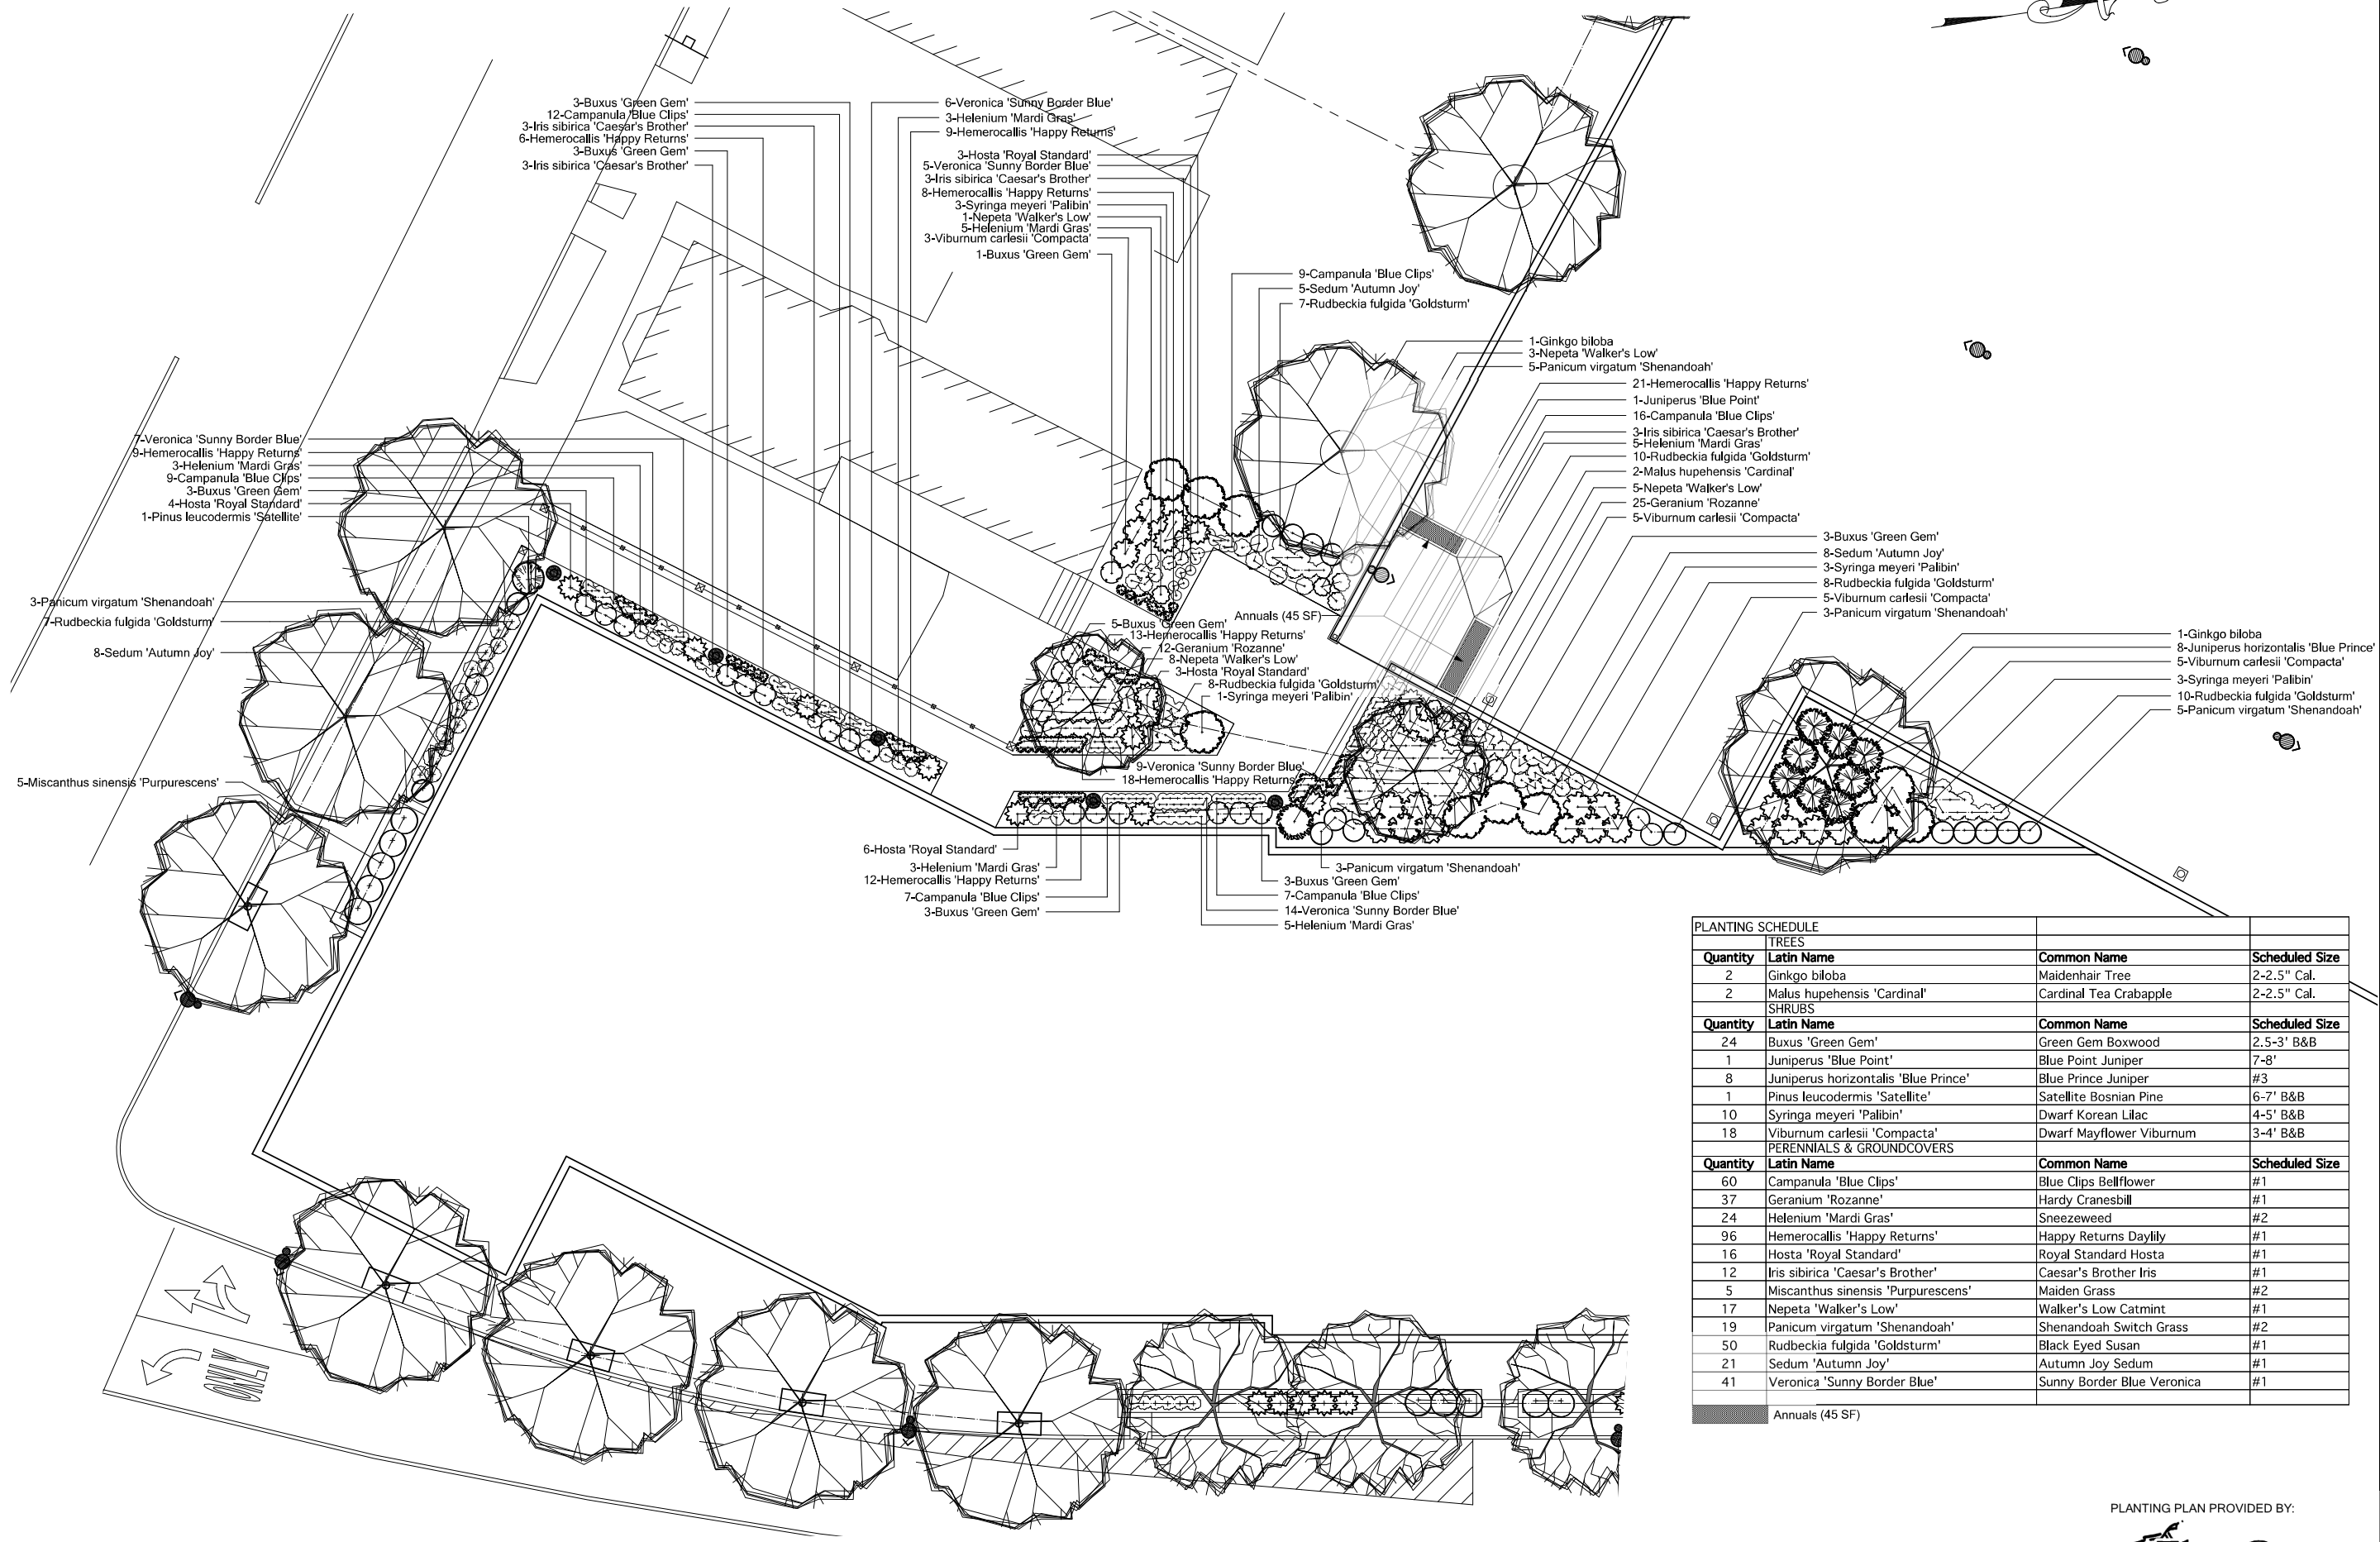 3-Buxus 'Green Gem'
12-Campanula 'Blue Clips'
3-Iris sibirica 'Caesar's Brother'
6-Hemerocallis 'Happy Returns'
3-Buxus 'Green Gem'
3-Iris sibirica 'Caesar's Brother'
6-Veronica 'Sunny Border Blue'
3-Helenium 'Mardi Gras'
9-Hemerocallis 'Happy Returns'
3-Hosta 'Royal Standard'
5-Veronica 'Sunny Border Blue'
3-Iris sibirica 'Caesar's Brother'
8-Hemerocallis 'Happy Returns'
3-Syringa meyeri 'Palibin'
1-Nepeta 'Walker's Low'
5-Helenium 'Mardi Gras'
3-Viburnum carlesii 'Compacta'
1-Buxus 'Green Gem'
9-Campanula 'Blue Clips'
5-Sedum 'Autumn Joy'
7-Rudbeckia fulgida 'Goldsturm'
1-Ginkgo biloba
3-Nepeta 'Walker's Low'
5-Panicum virgatum 'Shenandoah'
21-Hemerocallis 'Happy Returns'
1-Juniperus 'Blue Point'
16-Campanula 'Blue Clips'
3-Iris sibirica 'Caesar's Brother'
5-Helenium 'Mardi Gras'
10-Rudbeckia fulgida 'Goldsturm'
2-Malus hupehensis 'Cardinal'
5-Nepeta 'Walker's Low'
25-Geranium 'Rozanne'
5-Viburnum carlesii 'Compacta'
3-Buxus 'Green Gem'
8-Sedum 'Autumn Joy'
3-Syringa meyeri 'Palibin'
8-Rudbeckia fulgida 'Goldsturm'
5-Viburnum carlesii 'Compacta'
3-Panicum virgatum 'Shenandoah'
1-Ginkgo biloba
8-Juniperus horizontalis 'Blue Prince'
5-Viburnum carlesii 'Compacta'
3-Syringa meyeri 'Palibin'
10-Rudbeckia fulgida 'Goldsturm'
5-Panicum virgatum 'Shenandoah'
7-Veronica 'Sunny Border Blue'
9-Hemerocallis 'Happy Returns'
3-Helenium 'Mardi Gras'
9-Campanula 'Blue Clips'
3-Buxus 'Green Gem'
4-Hosta 'Royal Standard'
1-Pinus leucodermis 'Satellite'
3-Panicum virgatum 'Shenandoah'
7-Rudbeckia fulgida 'Goldsturm'
8-Sedum 'Autumn Joy'
5-Miscanthus sinensis 'Purpurescens'
Annuals (45 SF)
5-Buxus 'Green Gem'
13-Hemerocallis 'Happy Returns'
12-Geranium 'Rozanne'
8-Nepeta 'Walker's Low'
3-Hosta 'Royal Standard'
8-Rudbeckia fulgida 'Goldsturm'
1-Syringa meyeri 'Palibin'
9-Veronica 'Sunny Border Blue'
18-Hemerocallis 'Happy Returns'
6-Hosta 'Royal Standard'
3-Helenium 'Mardi Gras'
12-Hemerocallis 'Happy Returns'
7-Campanula 'Blue Clips'
3-Buxus 'Green Gem'
3-Panicum virgatum 'Shenandoah'
3-Buxus 'Green Gem'
7-Campanula 'Blue Clips'
14-Veronica 'Sunny Border Blue'
5-Helenium 'Mardi Gras'
ONLY
PLANTING SCHEDULE
TREES
Quantity Latin Name Common Name Scheduled Size
2 Ginkgo biloba Maidenhair Tree 2-2.5" Cal.
2 Malus hupehensis 'Cardinal' Cardinal Tea Crabapple 2-2.5" Cal.
SHRUBS
Quantity Latin Name Common Name Scheduled Size
24 Buxus 'Green Gem' Green Gem Boxwood 2.5-3' B&B
1 Juniperus 'Blue Point' Blue Point Juniper 7-8'
8 Juniperus horizontalis 'Blue Prince' Blue Prince Juniper #3
1 Pinus leucodermis 'Satellite' Satellite Bosnian Pine 6-7' B&B
10 Syringa meyeri 'Palibin' Dwarf Korean Lilac 4-5' B&B
18 Viburnum carlesii 'Compacta' Dwarf Mayflower Viburnum 3-4' B&B
PERENNIALS & GROUNDCOVERS
Quantity Latin Name Common Name Scheduled Size
60 Campanula 'Blue Clips' Blue Clips Bellflower #1
37 Geranium 'Rozanne' Hardy Cranesbill #1
24 Helenium 'Mardi Gras' Sneezeweed #2
96 Hemerocallis 'Happy Returns' Happy Returns Daylily #1
16 Hosta 'Royal Standard' Royal Standard Hosta #1
12 Iris sibirica 'Caesar's Brother' Caesar's Brother Iris #1
5 Miscanthus sinensis 'Purpurescens' Maiden Grass #2
17 Nepeta 'Walker's Low' Walker's Low Catmint #1
19 Panicum virgatum 'Shenandoah' Shenandoah Switch Grass #2
50 Rudbeckia fulgida 'Goldsturm' Black Eyed Susan #1
21 Sedum 'Autumn Joy' Autumn Joy Sedum #1
41 Veronica 'Sunny Border Blue' Sunny Border Blue Veronica #1
Annuals (45 SF)
PLANTING PLAN PROVIDED BY: